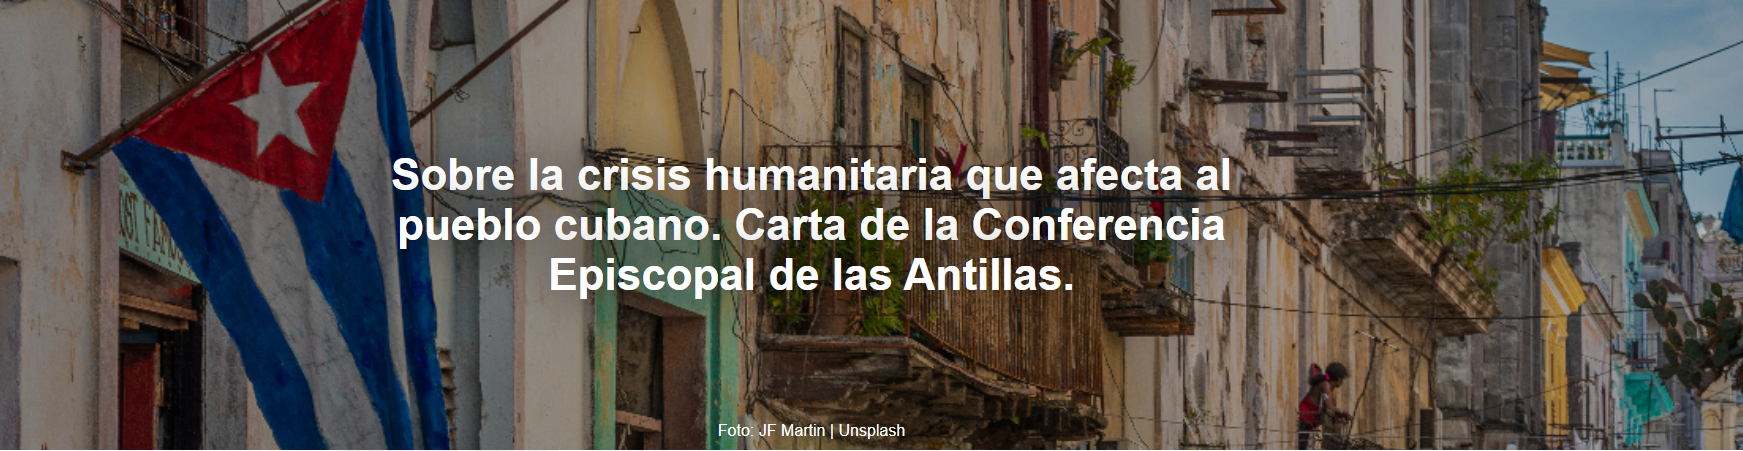 Sobre la crisis humanitaria que afecta al
pueblo cubano. Carta de la Conferencia
Episcopal de las Antillas.
Foto: JF Martin | Unsplash